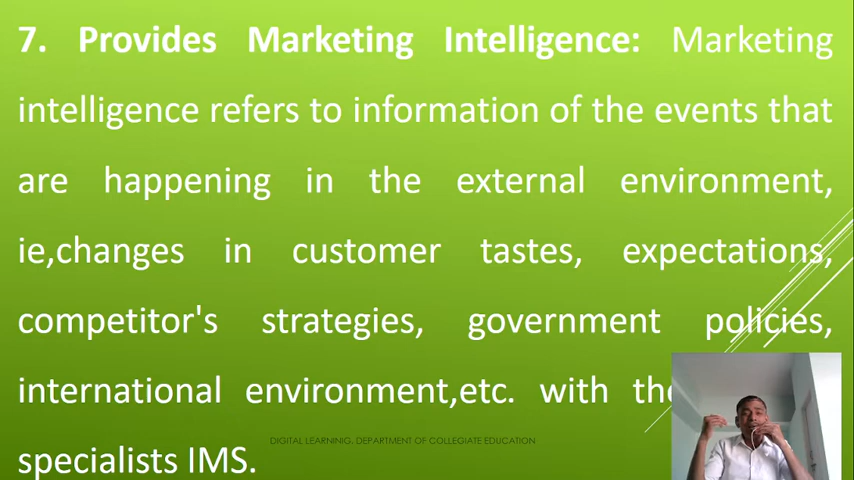 7. Provides Marketing Intelligence: Marketing
intelligence refers to information of the events that
are happening in the external environment,
ie,changes in customer tastes, expectations,
competitor's strategies, government policies,
international environment,etc. with
DIGITAL LEARNINIG. DEPARTMENT OF COLLEGIATE EDUCATION
specialists IMS.